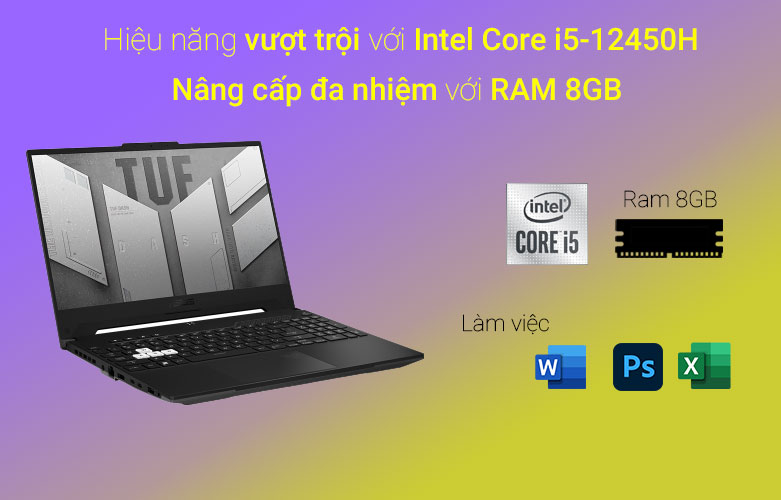 Hiệu năng vượt trội với Intel Core i5-12450H
Nâng cấp đa nhiệm với RAM 8GB
TUF
DASH
intel
CORE i5
Ram 8GB
Làm việc
W
Ps
X